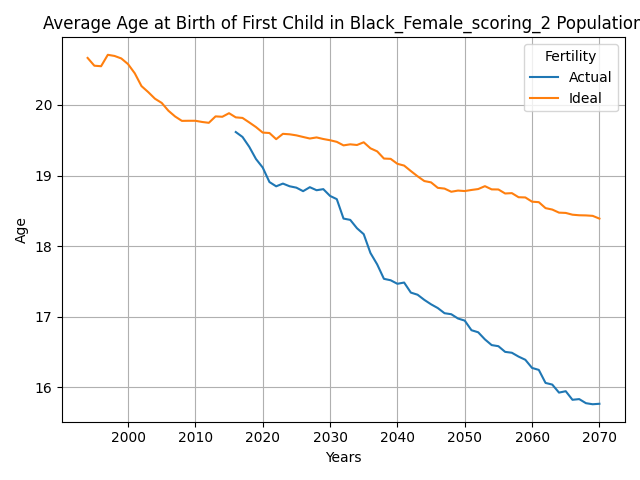 Average Age at Birth of First Child in Black_Female_scoring_2 Population
Fertility
Actual
Ideal
20
19
18
17
16
Age
2000 2010 2020 2030 2040 2050 2060 2070
Years